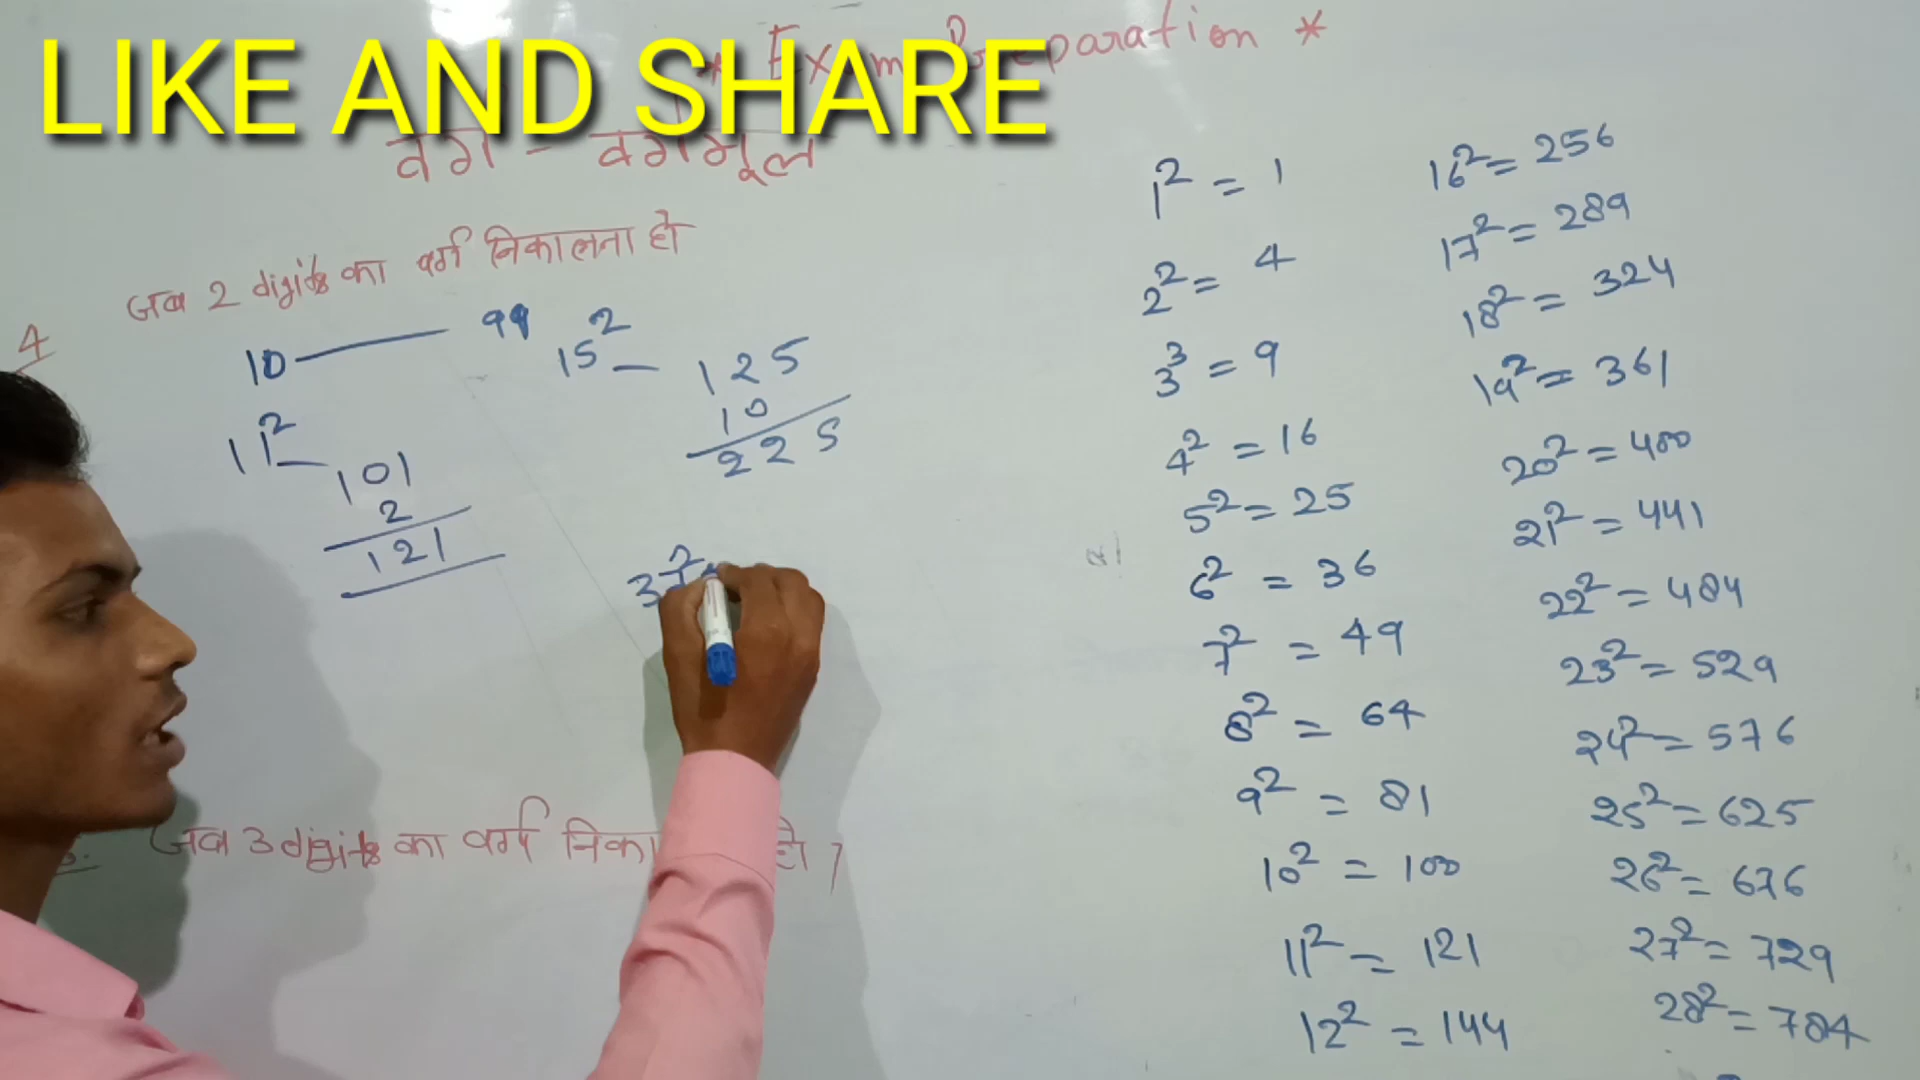 LIKE AND SHARE
* Exam Preparation *
वर्ग - वर्गमूल
जब 2 digits का वर्ग निकालना हो
4
10 — 99
11² — 101
2
121
15² — 125
10
225
37²
जब 3 digits का वर्ग
हो,
1² = 1
2² = 4
3³ = 9
4² = 16
5² = 25
6² = 36
7² = 49
8² = 64
9² = 81
10² = 100
11² = 121
12² = 144
16² = 256
17² = 289
18² = 324
19² = 361
20² = 400
21² = 441
22² = 484
23² = 529
24² = 576
25² = 625
26² = 676
27² = 729
28² = 784